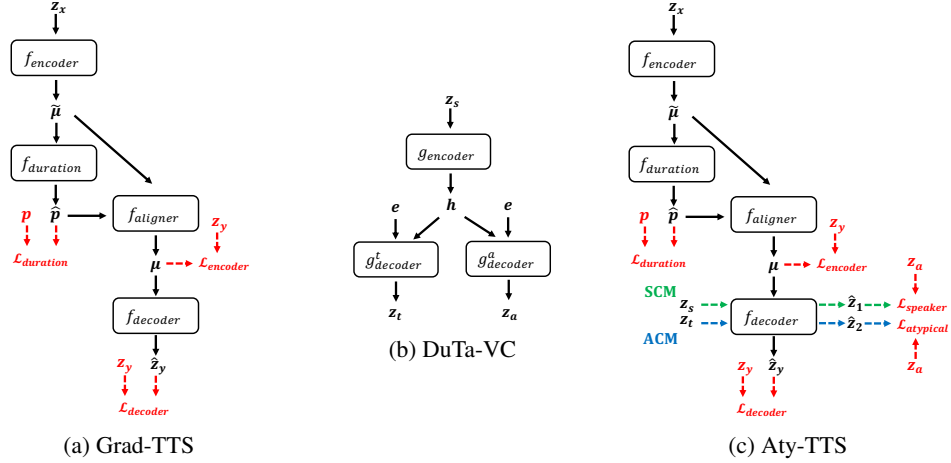 z_x
f_encoder
μ̃
f_duration
p p̂
f_aligner
z_y
ℒ_duration
μ
ℒ_encoder
f_decoder
z_y ẑ_y
ℒ_decoder
(a) Grad-TTS
z_s
g_encoder
e h e
g^t_decoder g^a_decoder
z_t z_a
(b) DuTa-VC
z_x
f_encoder
μ̃
f_duration
p p̂
f_aligner
z_y
ℒ_duration
μ
ℒ_encoder
z_a
SCM
z_s ẑ_1 ℒ_speaker
f_decoder
z_t ẑ_2 ℒ_atypical
ACM
z_a
z_y ẑ_y
ℒ_decoder
(c) Aty-TTS